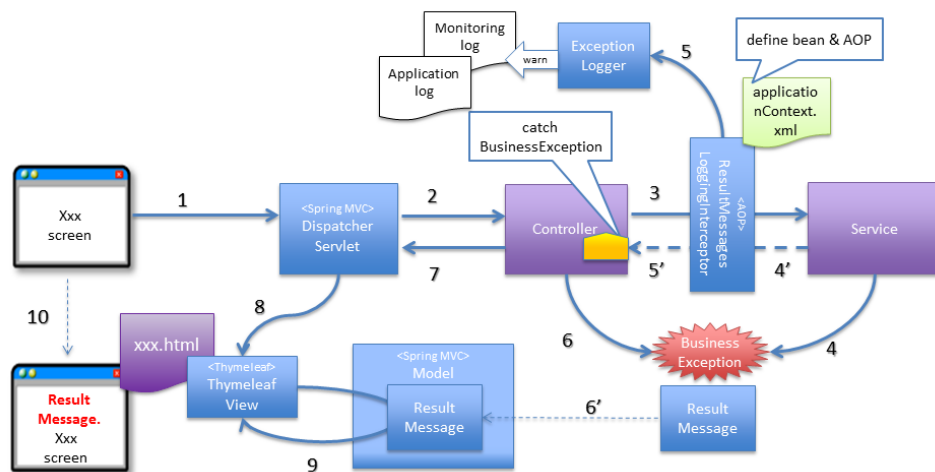 Monitoring
log
Application
log
warn
Exception
Logger
5
define bean & AOP
applicatio
nContext.
xml
catch
BusinessException
Xxx
screen
1
<Spring MVC>
Dispatcher
Servlet
2
7
Controller
3
5’
<AOP>
ResultMessages
LoggingInterceptor
4’
Service
10
8
xxx.html
<Thymeleaf>
Thymeleaf
View
<Spring MVC>
Model
Result
Message
9
6
Business
Exception
4
6’
Result
Message
Result
Message.
Xxx
screen